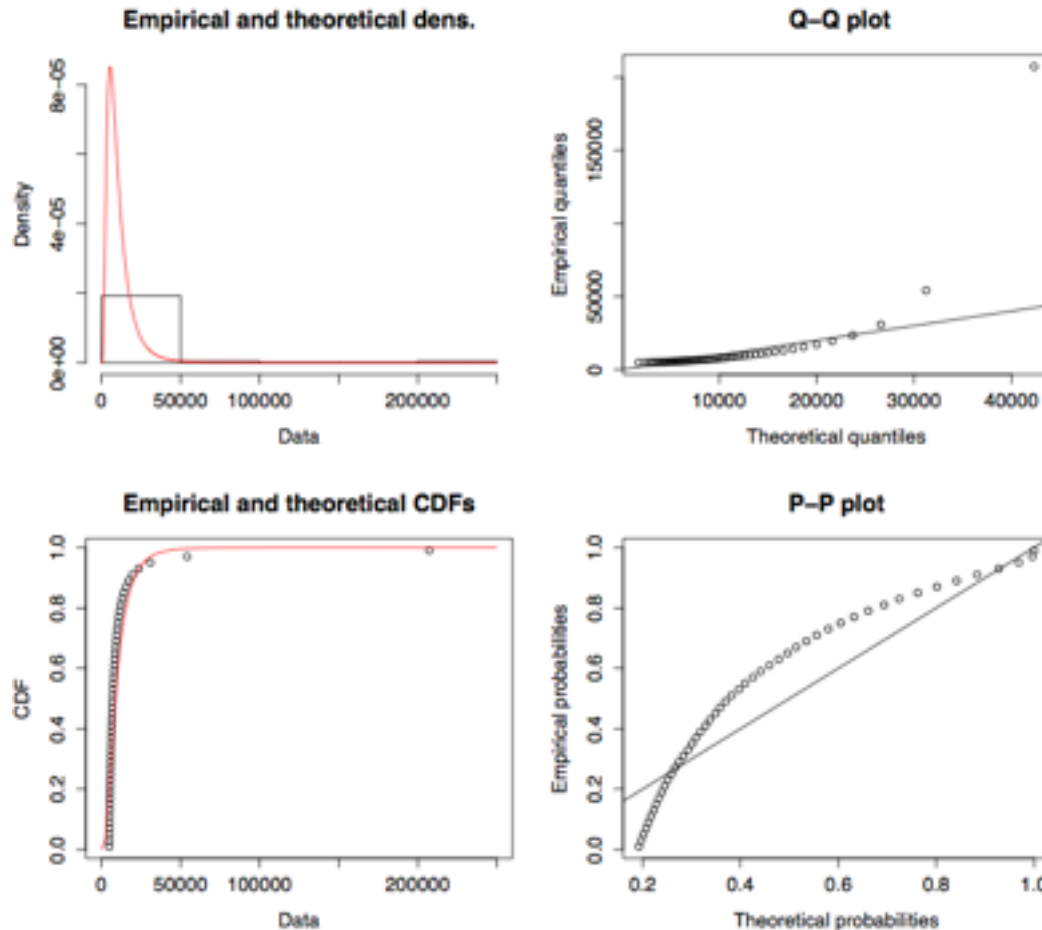 Empirical and theoretical dens.
Density
0e+00
4e−05
8e−05
0
50000
100000
200000
Data
Q−Q plot
Empirical quantiles
0
50000
150000
10000
20000
30000
40000
Theoretical quantiles
Empirical and theoretical CDFs
CDF
0.0
0.2
0.4
0.6
0.8
1.0
0
50000
100000
200000
Data
P−P plot
Empirical probabilities
0.0
0.2
0.4
0.6
0.8
1.0
0.2
0.4
0.6
0.8
1.0
Theoretical probabilities